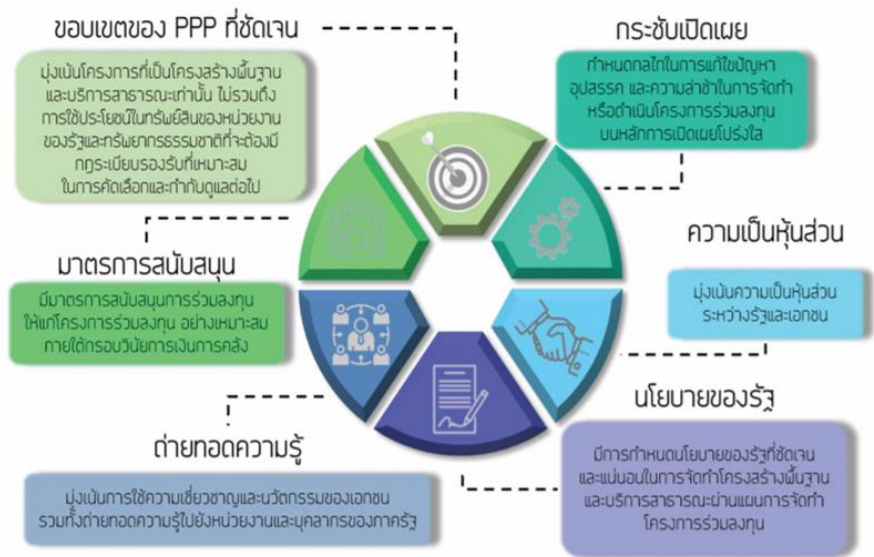 ขอบเขตของ PPP ที่ชัดเจน
มุ่งเน้นโครงการที่เป็นโครงสร้างพื้นฐาน
และบริการสาธารณะเท่านั้น ไม่รวมถึง
การใช้ประโยชน์ในทรัพย์สินของหน่วยงาน
ของรัฐและทรัพยากรธรรมชาติที่จะต้องมี
กฎระเบียบรองรับที่เหมาะสม
ในการคัดเลือกและกำกับดูแลต่อไป
กระชับเปิดเผย
กำหนดกลไกในการแก้ไขปัญหา
อุปสรรค และความล่าช้าในการจัดทำ
หรือดำเนินโครงการร่วมลงทุน
บนหลักการเปิดเผยโปร่งใส
มาตรการสนับสนุน
มีมาตรการสนับสนุนการร่วมลงทุน
ให้แก่โครงการร่วมลงทุน อย่างเหมาะสม
ภายใต้กรอบวินัยการเงินการคลัง
ความเป็นหุ้นส่วน
มุ่งเน้นความเป็นหุ้นส่วน
ระหว่างรัฐและเอกชน
ถ่ายทอดความรู้
มุ่งเน้นการใช้ความเชี่ยวชาญและนวัตกรรมของเอกชน
รวมทั้งถ่ายทอดความรู้ไปยังหน่วยงานและบุคลากรของภาครัฐ
นโยบายของรัฐ
มีการกำหนดนโยบายของรัฐที่ชัดเจน
และแน่นอนในการจัดทำโครงสร้างพื้นฐาน
และบริการสาธารณะผ่านแผนการจัดทำ
โครงการร่วมลงทุน